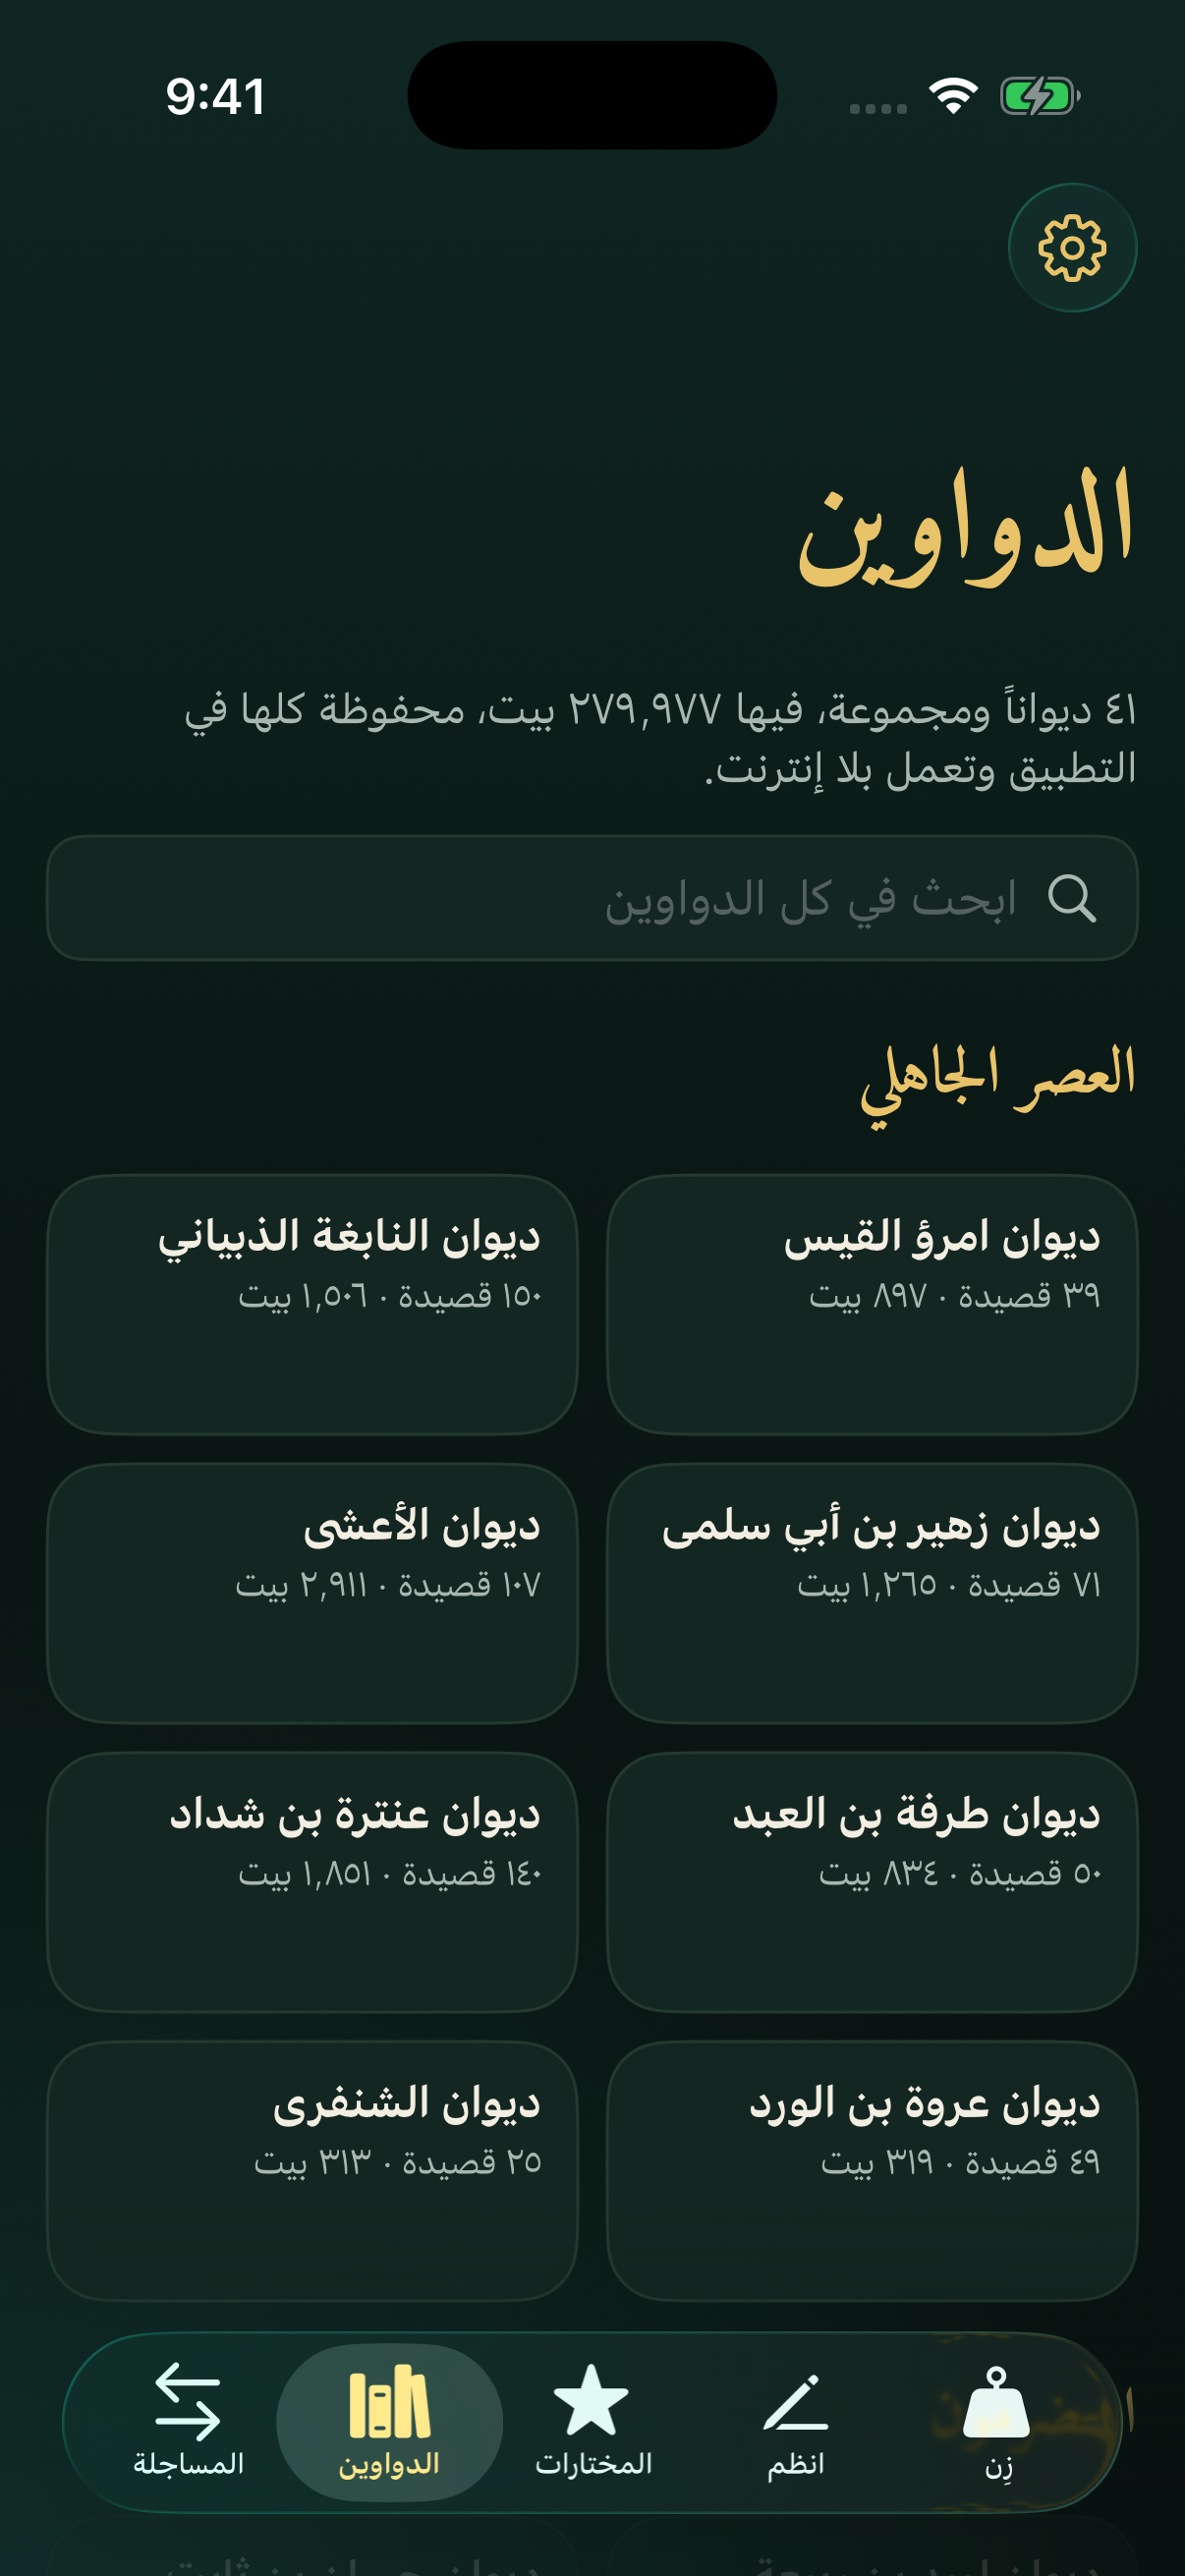 9:41
الدواوين
٤١ ديواناً ومجموعة، فيها ٢٧٩,٩٧٧ بيت، محفوظة كلها في
التطبيق وتعمل بلا إنترنت.
ابحث في كل الدواوين
العصر الجاهلي
ديوان امرؤ القيس
٣٩ قصيدة · ٨٩٧ بيت
ديوان النابغة الذبياني
١٥٠ قصيدة · ١,٥٠٦ بيت
ديوان زهير بن أبي سلمى
٧١ قصيدة · ١,٢٦٥ بيت
ديوان الأعشى
١٠٧ قصيدة · ٢,٩١١ بيت
ديوان طرفة بن العبد
٥٠ قصيدة · ٨٣٤ بيت
ديوان عنترة بن شداد
١٤٠ قصيدة · ١,٨٥١ بيت
ديوان عروة بن الورد
٤٩ قصيدة · ٣١٩ بيت
ديوان الشنفرى
٢٥ قصيدة · ٣١٣ بيت
زِن
انظم
المختارات
الدواوين
المساجلة